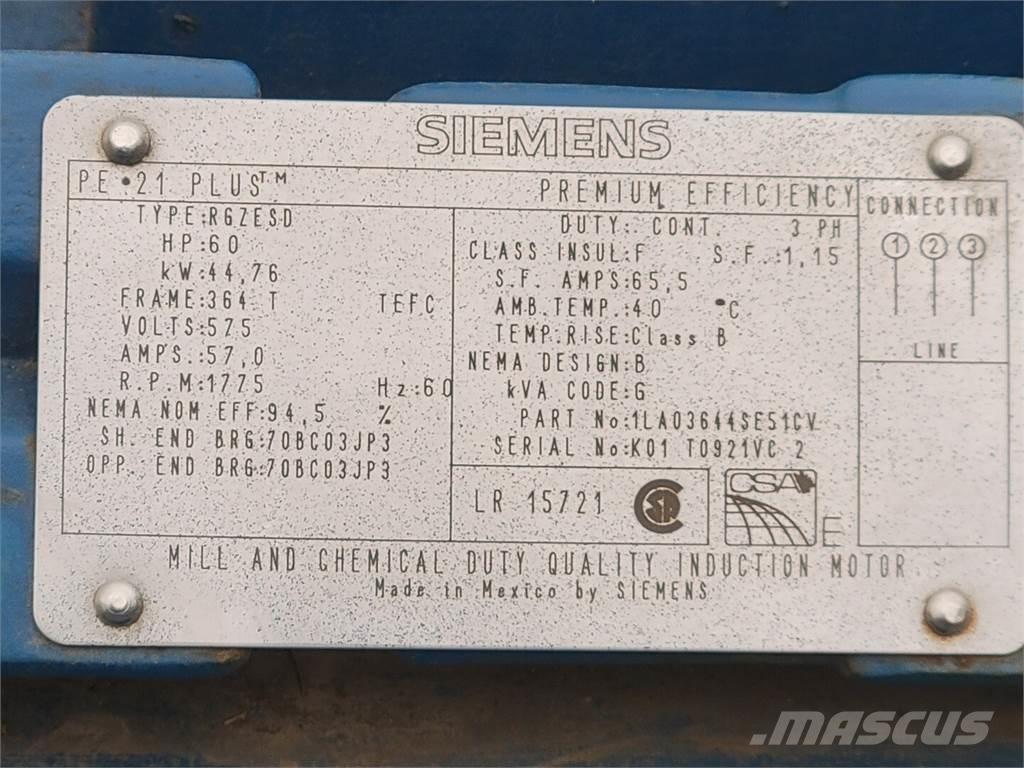 SIEMENS
PE•21 PLUS™ PREMIUM EFFICIENCY
TYPE:RGZESD
HP:60
kW:44,76
FRAME:364 T TEFC
VOLTS:575
AMPS.:57,0
R.P.M:1775 Hz:60
NEMA NOM EFF:94,5 %
SH. END BRG:70BC03JP3
OPP. END BRG:70BC03JP3
DUTY: CONT. 3 PH
CLASS INSUL:F S.F.:1,15
S.F. AMPS:65,5
AMB.TEMP.:40 °C
TEMP.RISE:Class B
NEMA DESIGN:B
kVA CODE:G
PART No:1LA03644SE51CV
SERIAL No:K01 T0921VC 2
LR 15721
CSA
E
CONNECTION
1 2 3
LINE
MILL AND CHEMICAL DUTY QUALITY INDUCTION MOTOR
Made in Mexico by SIEMENS
MASCUS